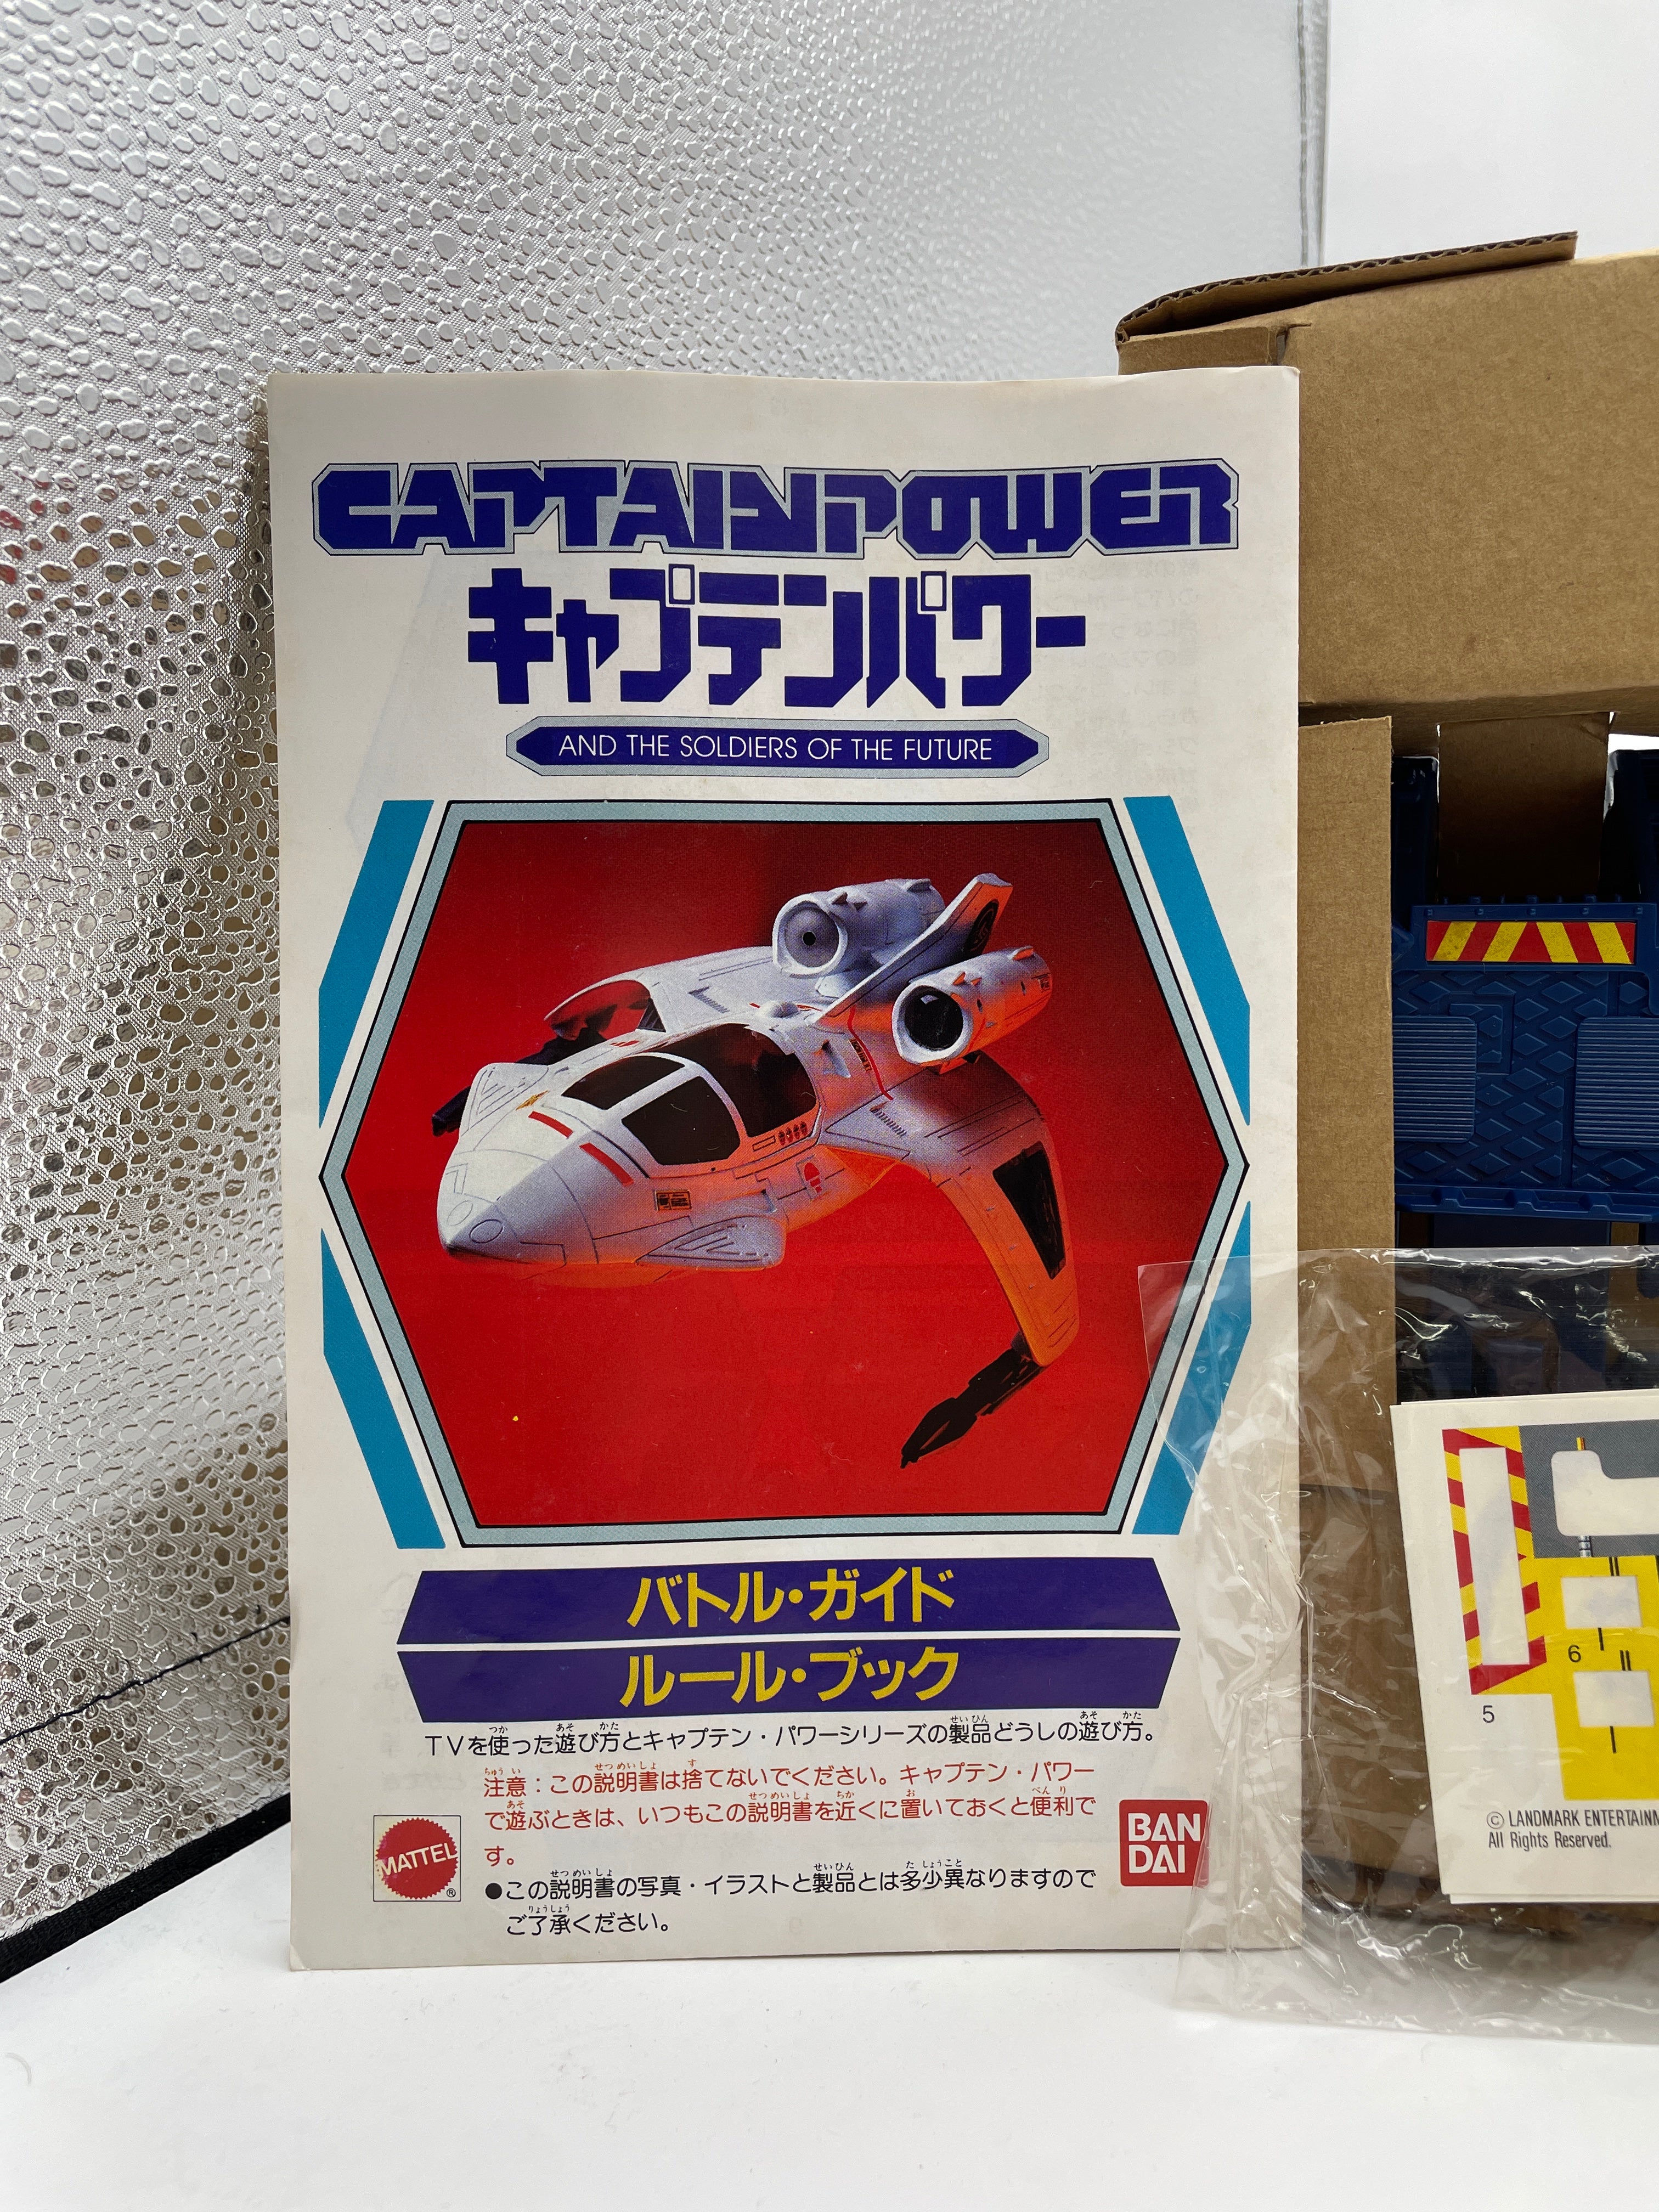 CAPTAIN POWER
キャプテンパワー
AND THE SOLDIERS OF THE FUTURE
バトル・ガイド
ルール・ブック
TVを使った遊び方とキャプテン・パワーシリーズの製品どうしの遊び方。
注意：この説明書は捨てないでください。キャプテン・パワー
で遊ぶときは、いつもこの説明書を近くに置いておくと便利で
す。
●この説明書の写真・イラストと製品とは多少異なりますので
ご了承ください。
MATTEL
®
BAN
DAI
5
6
© LANDMARK ENTERTAINM
All Rights Reserved.